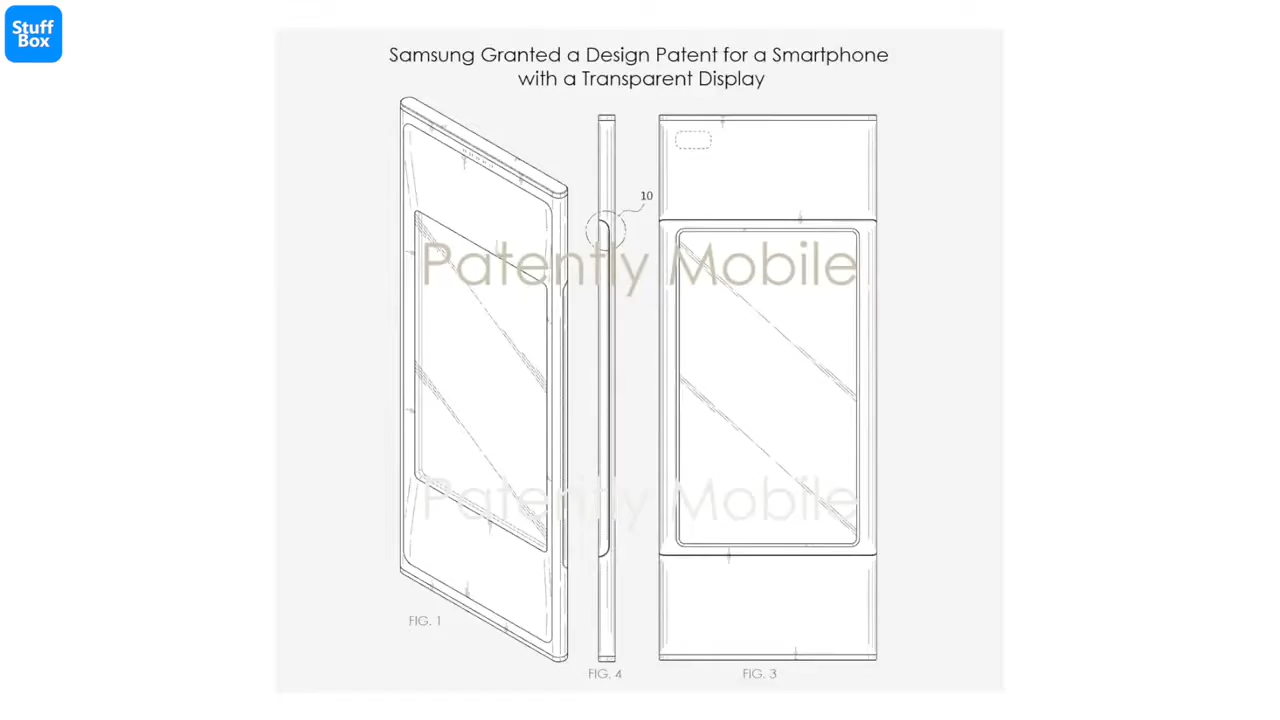 Stuff
Box
Samsung Granted a Design Patent for a Smartphone
with a Transparent Display
10
Patently Mobile
Patently Mobile
FIG. 1
FIG. 4
FIG. 3